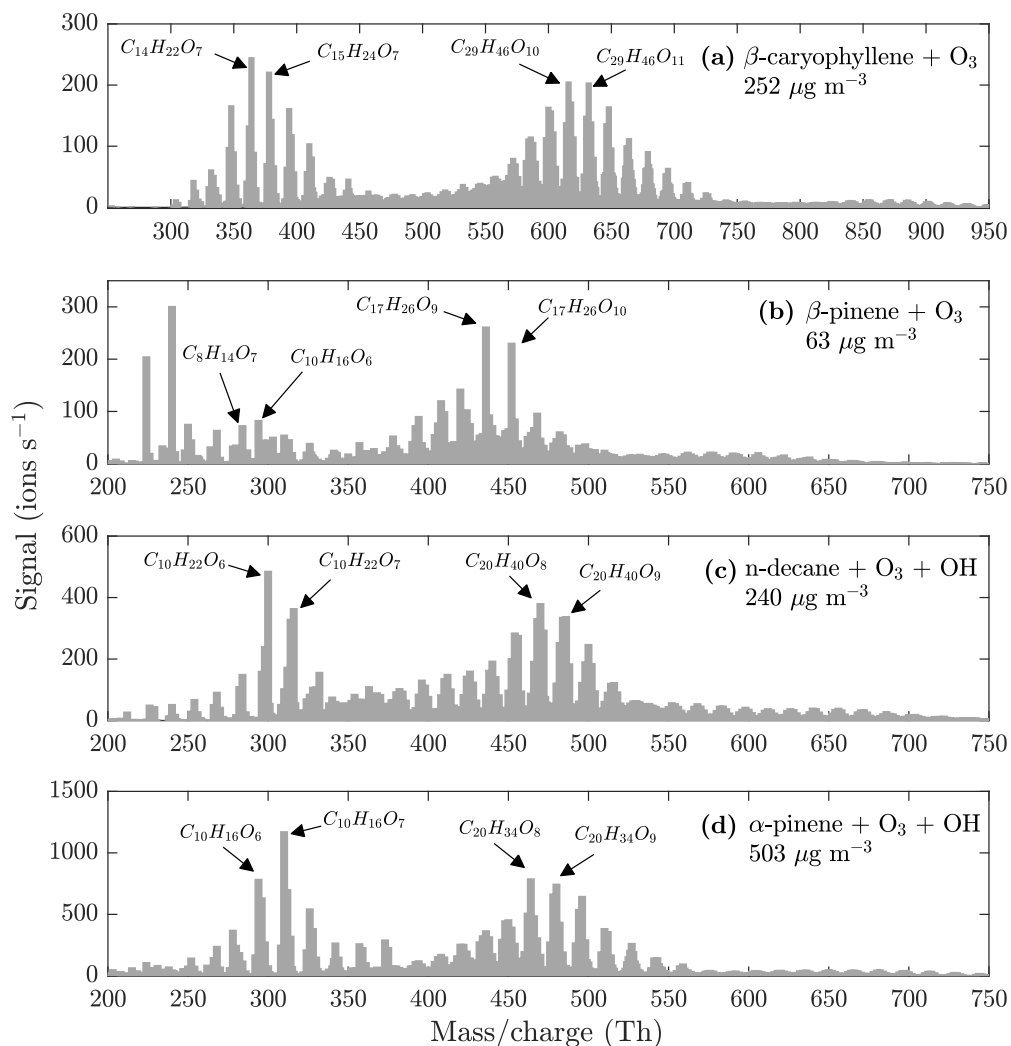 300
200
100
0
C14H22O7
C15H24O7
C29H46O10
C29H46O11
(a) β-caryophyllene + O3
252 μg m−3
300 350 400 450 500 550 600 650 700 750 800 850 900 950
300
200
100
0
C8H14O7
C10H16O6
C17H26O9
C17H26O10
(b) β-pinene + O3
63 μg m−3
200 250 300 350 400 450 500 550 600 650 700 750
Signal (ions s−1)
600
400
200
0
C10H22O6
C10H22O7
C20H40O8
C20H40O9
(c) n-decane + O3 + OH
240 μg m−3
200 250 300 350 400 450 500 550 600 650 700 750
1500
1000
500
0
C10H16O6
C10H16O7
C20H34O8
C20H34O9
(d) α-pinene + O3 + OH
503 μg m−3
200 250 300 350 400 450 500 550 600 650 700 750
Mass/charge (Th)